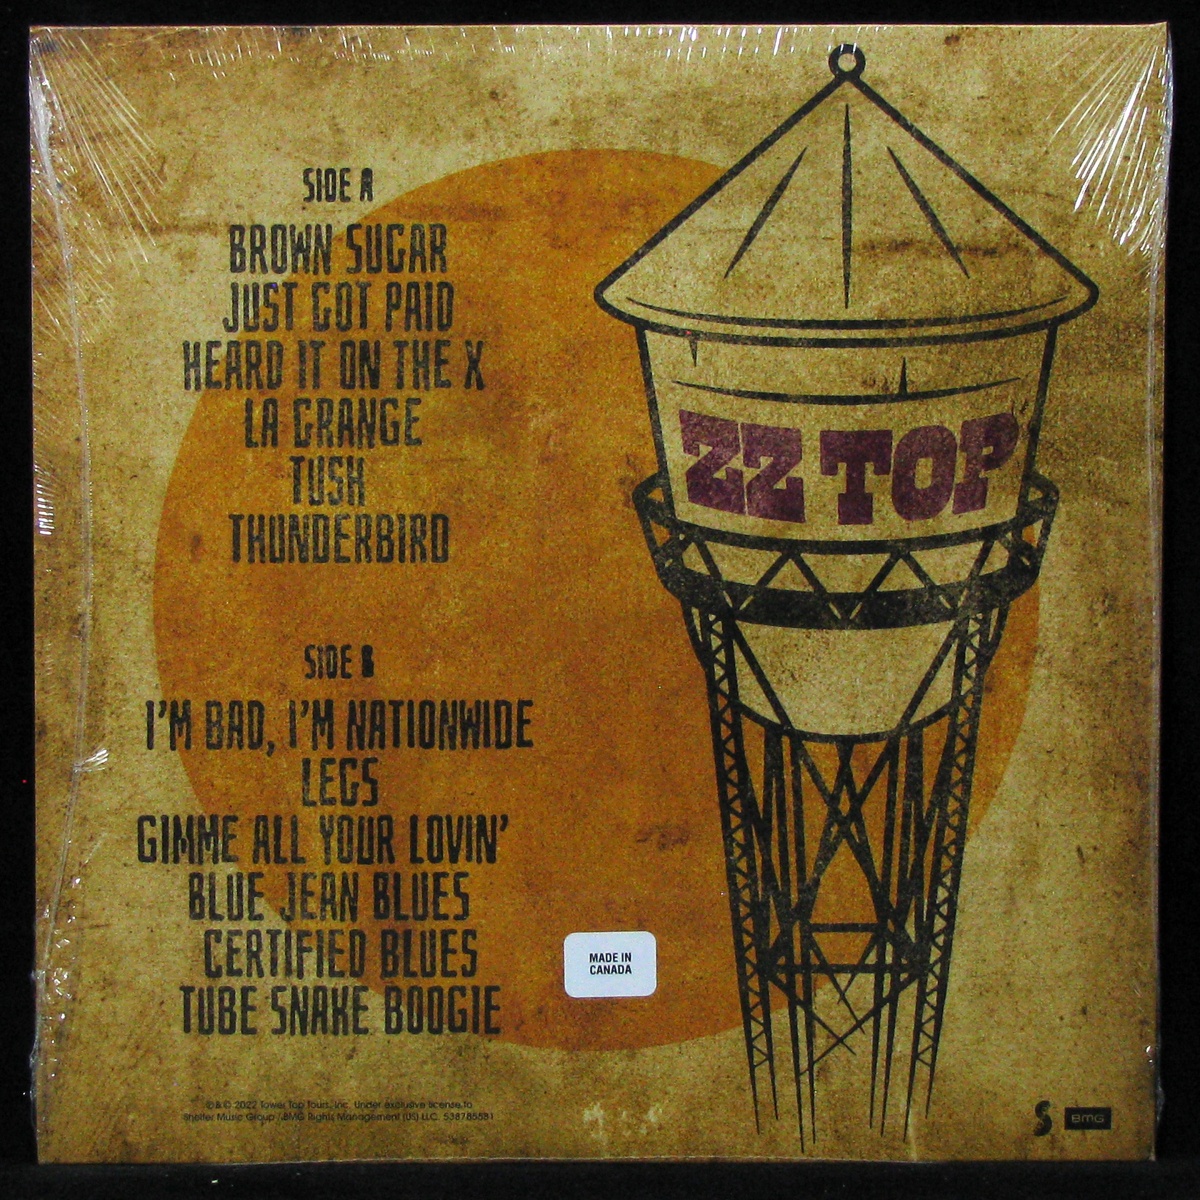 SIDE A
BROWN SUGAR
JUST GOT PAID
HEARD IT ON THE X
LA GRANGE
TUSH
THUNDERBIRD
SIDE B
I'M BAD, I'M NATIONWIDE
LEGS
GIMME ALL YOUR LOVIN'
BLUE JEAN BLUES
CERTIFIED BLUES
TUBE SNAKE BOOGIE
ZZ TOP
MADE IN
CANADA
℗&© 2022 Tower Top Tours, Inc. Under exclusive license to
Shelter Music Group / BMG Rights Management (US) LLC. 538785881
S BMG